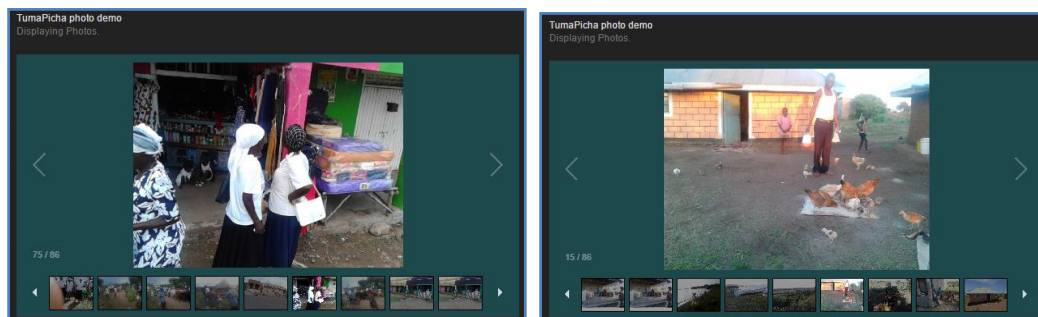 TumaPicha photo demo
Displaying Photos.
75 / 86
TumaPicha photo demo
Displaying Photos.
15 / 86